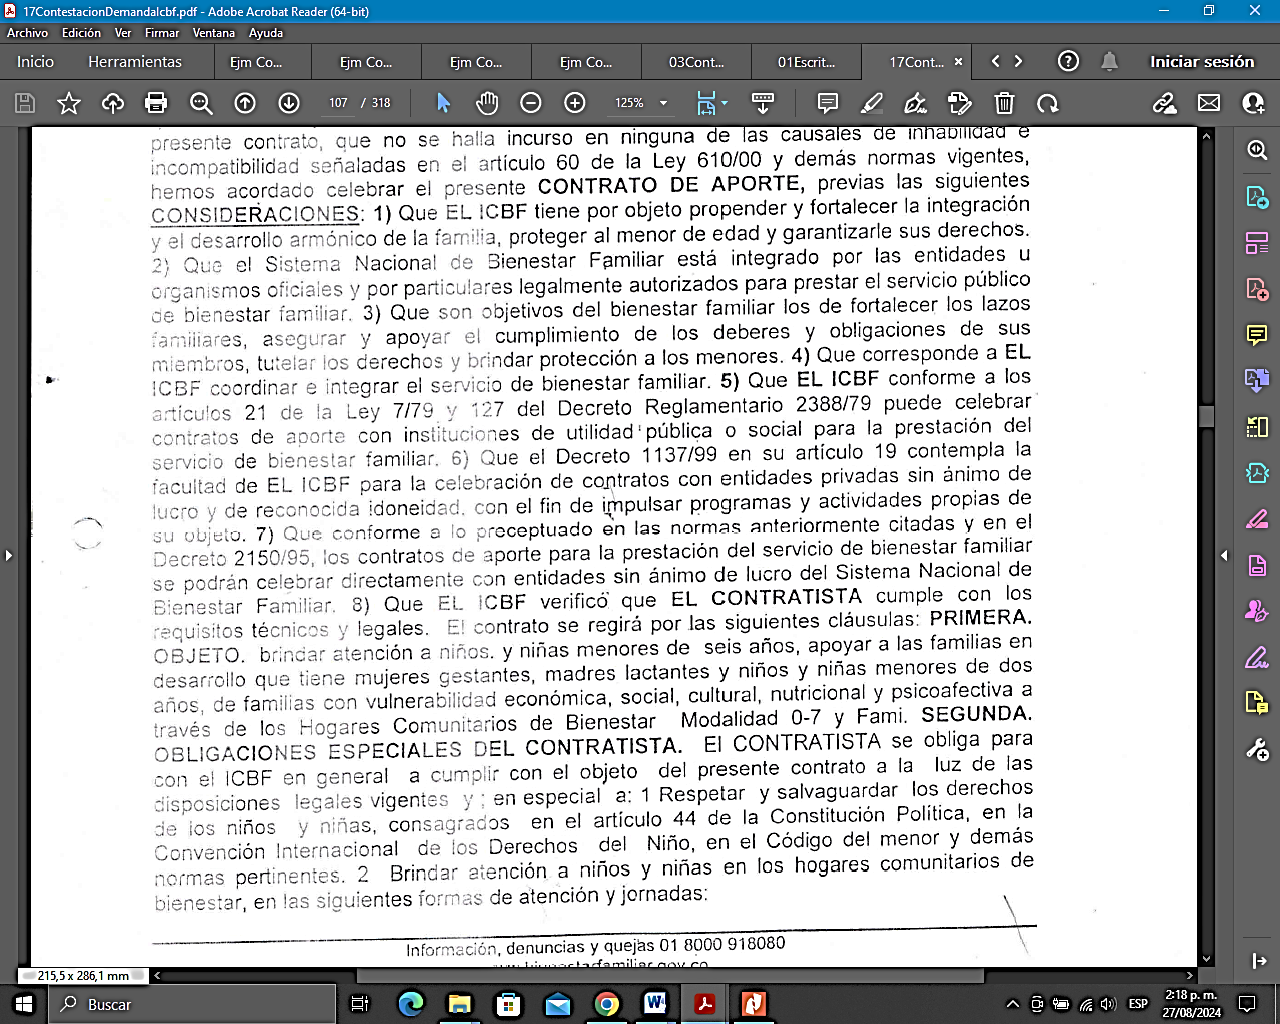 17ContestacionDemandaIcbf.pdf - Adobe Acrobat Reader (64-bit)
Archivo Edición Ver Firmar Ventana Ayuda
Inicio Herramientas Ejm Co... Ejm Co... Ejm Co... Ejm Co... 03Cont... 01Escrit... 17Cont... Iniciar sesión
107 / 318 125%
presente contrato, que no se halla incurso en ninguna de las causales de inhabilidad e
incompatibilidad señaladas en el artículo 60 de la Ley 610/00 y demás normas vigentes,
hemos acordado celebrar el presente CONTRATO DE APORTE, previas las siguientes
CONSIDERACIONES: 1) Que EL ICBF tiene por objeto propender y fortalecer la integración
y el desarrollo armónico de la familia, proteger al menor de edad y garantizarle sus derechos.
2) Que el Sistema Nacional de Bienestar Familiar está integrado por las entidades u
organismos oficiales y por particulares legalmente autorizados para prestar el servicio público
de bienestar familiar. 3) Que son objetivos del bienestar familiar los de fortalecer los lazos
familiares, asegurar y apoyar el cumplimiento de los deberes y obligaciones de sus
miembros, tutelar los derechos y brindar protección a los menores. 4) Que corresponde a EL
ICBF coordinar e integrar el servicio de bienestar familiar. 5) Que EL ICBF conforme a los
artículos 21 de la Ley 7/79 y 127 del Decreto Reglamentario 2388/79 puede celebrar
contratos de aporte con instituciones de utilidad pública o social para la prestación del
servicio de bienestar familiar. 6) Que el Decreto 1137/99 en su artículo 19 contempla la
facultad de EL ICBF para la celebración de contratos con entidades privadas sin ánimo de
lucro y de reconocida idoneidad, con el fin de impulsar programas y actividades propias de
su objeto. 7) Que conforme a lo preceptuado en las normas anteriormente citadas y en el
Decreto 2150/95, los contratos de aporte para la prestación del servicio de bienestar familiar
se podrán celebrar directamente con entidades sin ánimo de lucro del Sistema Nacional de
Bienestar Familiar. 8) Que EL ICBF verificó que EL CONTRATISTA cumple con los
requisitos técnicos y legales. El contrato se regirá por las siguientes cláusulas: PRIMERA.
OBJETO. brindar atención a niños. y niñas menores de seis años, apoyar a las familias en
desarrollo que tiene mujeres gestantes, madres lactantes y niños y niñas menores de dos
años, de familias con vulnerabilidad económica, social, cultural, nutricional y psicoafectiva a
través de los Hogares Comunitarios de Bienestar Modalidad 0-7 y Fami. SEGUNDA.
OBLIGACIONES ESPECIALES DEL CONTRATISTA. El CONTRATISTA se obliga para
con el ICBF en general a cumplir con el objeto del presente contrato a la luz de las
disposiciones legales vigentes y ; en especial a: 1 Respetar y salvaguardar los derechos
de los niños y niñas, consagrados en el artículo 44 de la Constitución Política, en la
Convención Internacional de los Derechos del Niño, en el Código del menor y demás
normas pertinentes. 2 Brindar atención a niños y niñas en los hogares comunitarios de
bienestar, en las siguientes formas de atención y jornadas:
Información, denuncias y quejas 01 8000 918080
www.bienestarfamiliar.gov.co
215,5 x 286,1 mm
Buscar ESP 2:18 p. m.
27/08/2024